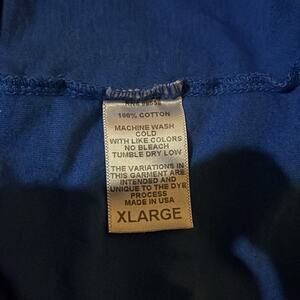 100% COTTON
MACHINE WASH
COLD
WITH LIKE COLORS
NO BLEACH
TUMBLE DRY LOW
THE VARIATIONS IN
THIS GARMENT ARE
INTENDED AND
UNIQUE TO THE DYE
PROCESS
MADE IN USA
XLARGE